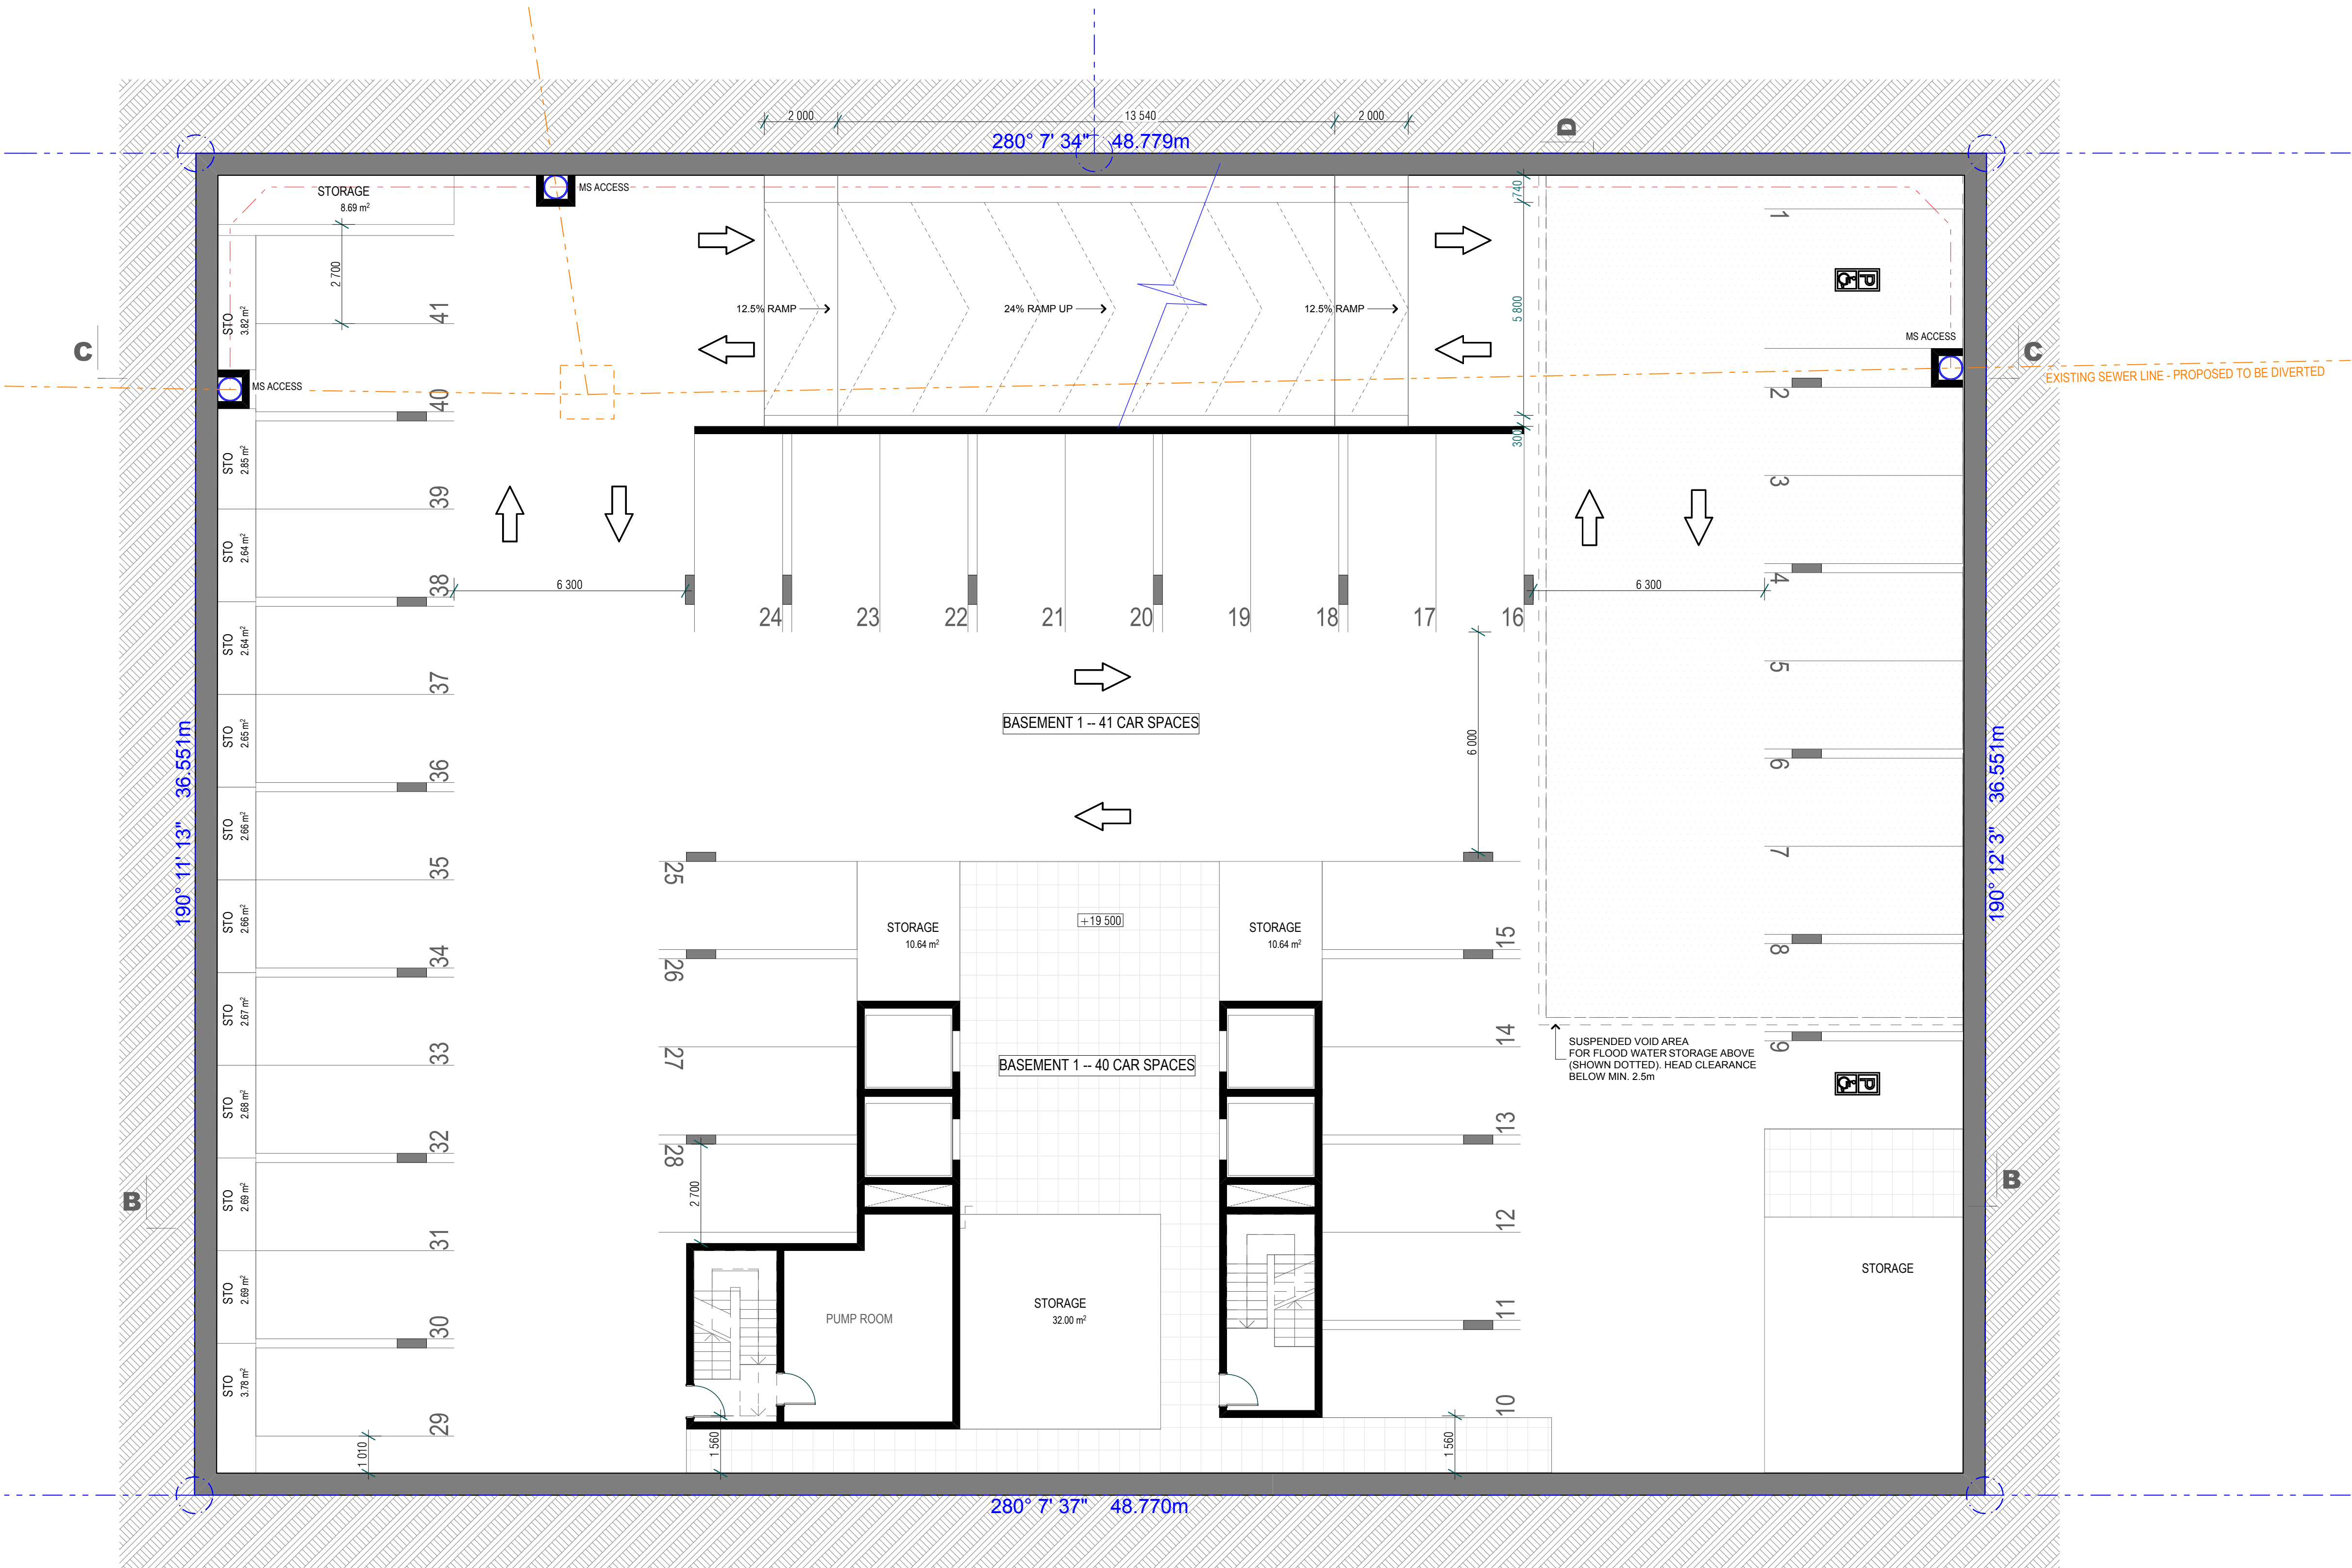 2 000
13 540
2 000
280° 7' 34" 48.779m
D
STORAGE
8.69 m²
MS ACCESS
740
1
2 700
41
STO
3.82 m²
12.5% RAMP
24% RAMP UP
12.5% RAMP
5 800
P
MS ACCESS
C
C
EXISTING SEWER LINE - PROPOSED TO BE DIVERTED
MS ACCESS
40
2
300
STO
2.85 m²
39
3
STO
2.64 m²
38
6 300
6 300
4
24
23
22
21
20
19
18
17
16
STO
2.64 m²
37
5
BASEMENT 1 -- 41 CAR SPACES
6 000
STO
2.65 m²
36
6
190° 11' 13" 36.551m
190° 12' 3" 36.551m
STO
2.66 m²
35
25
7
STORAGE
10.64 m²
+19 500
STORAGE
10.64 m²
STO
2.66 m²
34
26
15
8
STO
2.67 m²
33
27
BASEMENT 1 -- 40 CAR SPACES
14
9
SUSPENDED VOID AREA
FOR FLOOD WATER STORAGE ABOVE
(SHOWN DOTTED). HEAD CLEARANCE
BELOW MIN. 2.5m
P
STO
2.68 m²
32
28
13
B
B
2 700
STO
2.69 m²
31
12
STORAGE
STO
2.69 m²
30
PUMP ROOM
STORAGE
32.00 m²
11
STO
3.78 m²
29
10
1 010
1 560
1 560
280° 7' 37" 48.770m